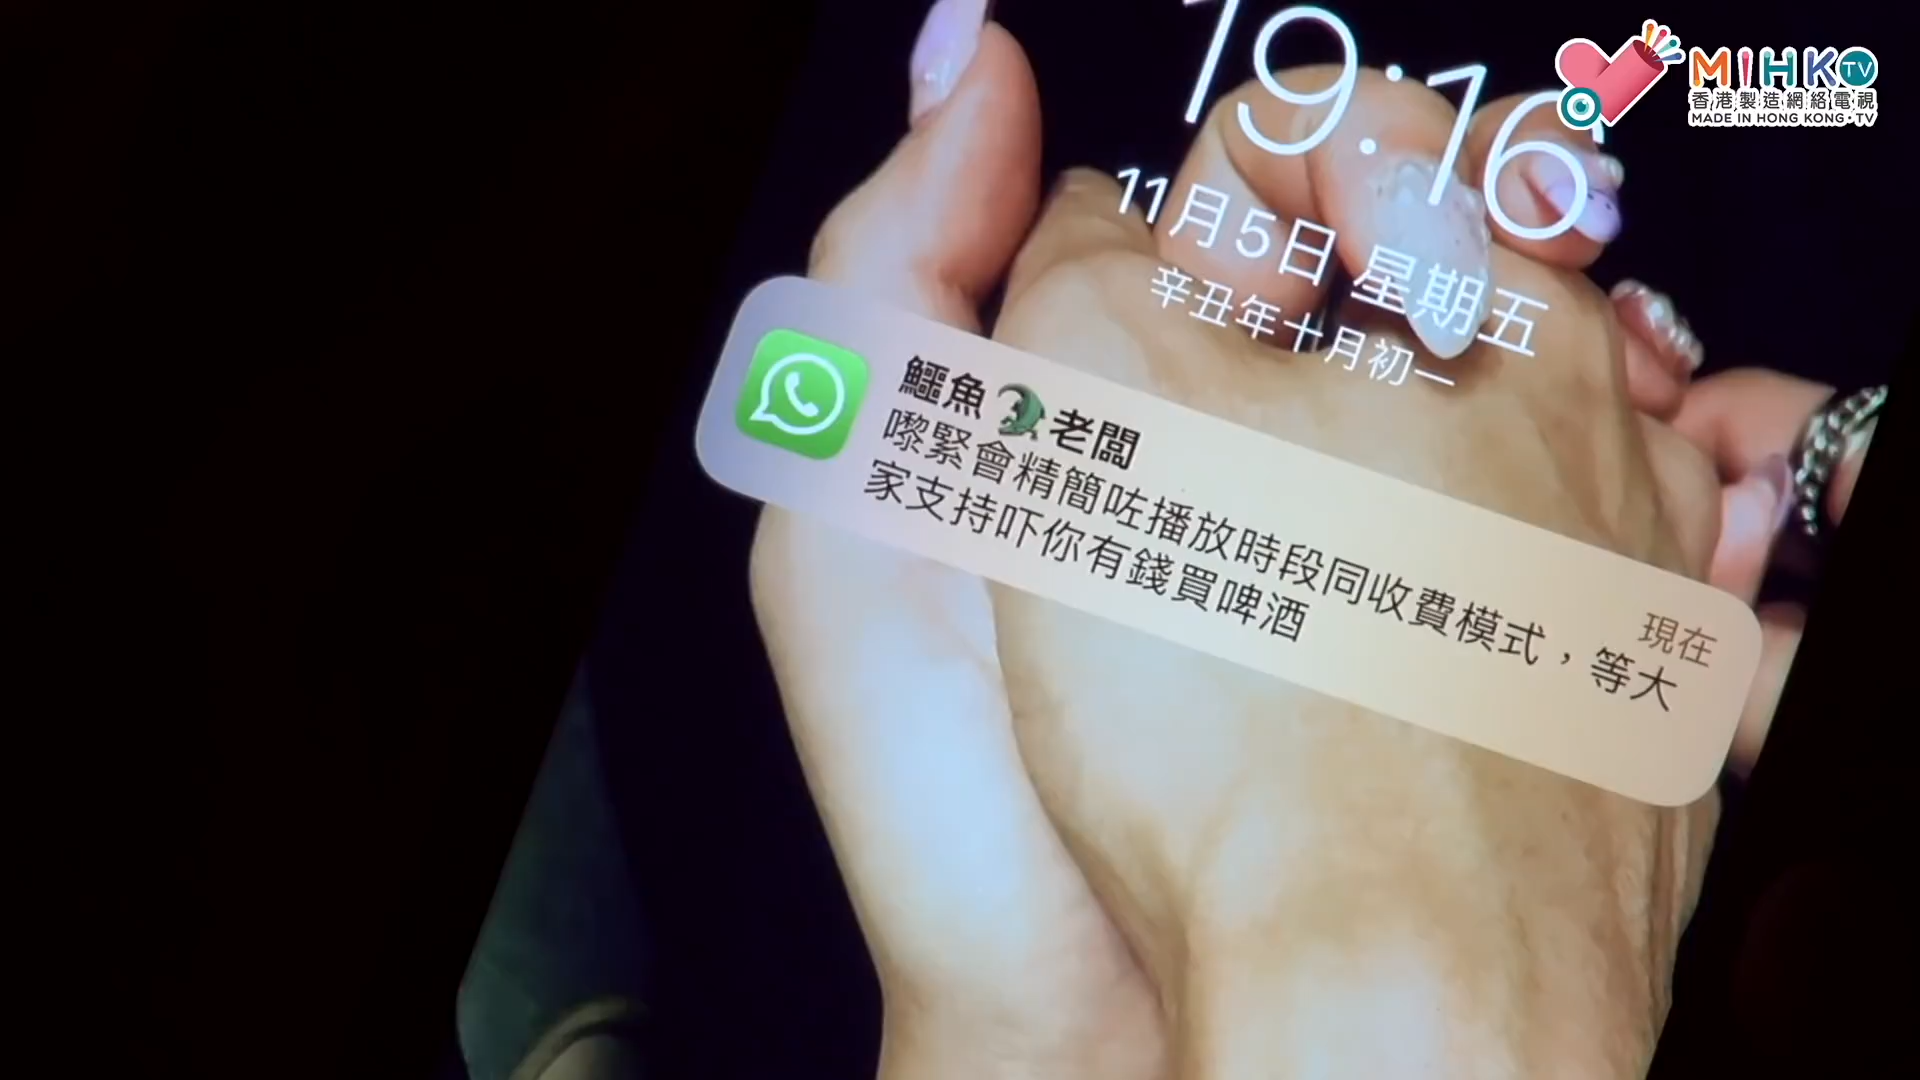 19:16
MIHK TV
香港製造網絡電視
MADE IN HONG KONG·TV
11月5日 星期五
辛丑年十月初一
鱷魚🐊老闆
現在
嚟緊會精簡咗播放時段同收費模式，等大
家支持吓你有錢買啤酒